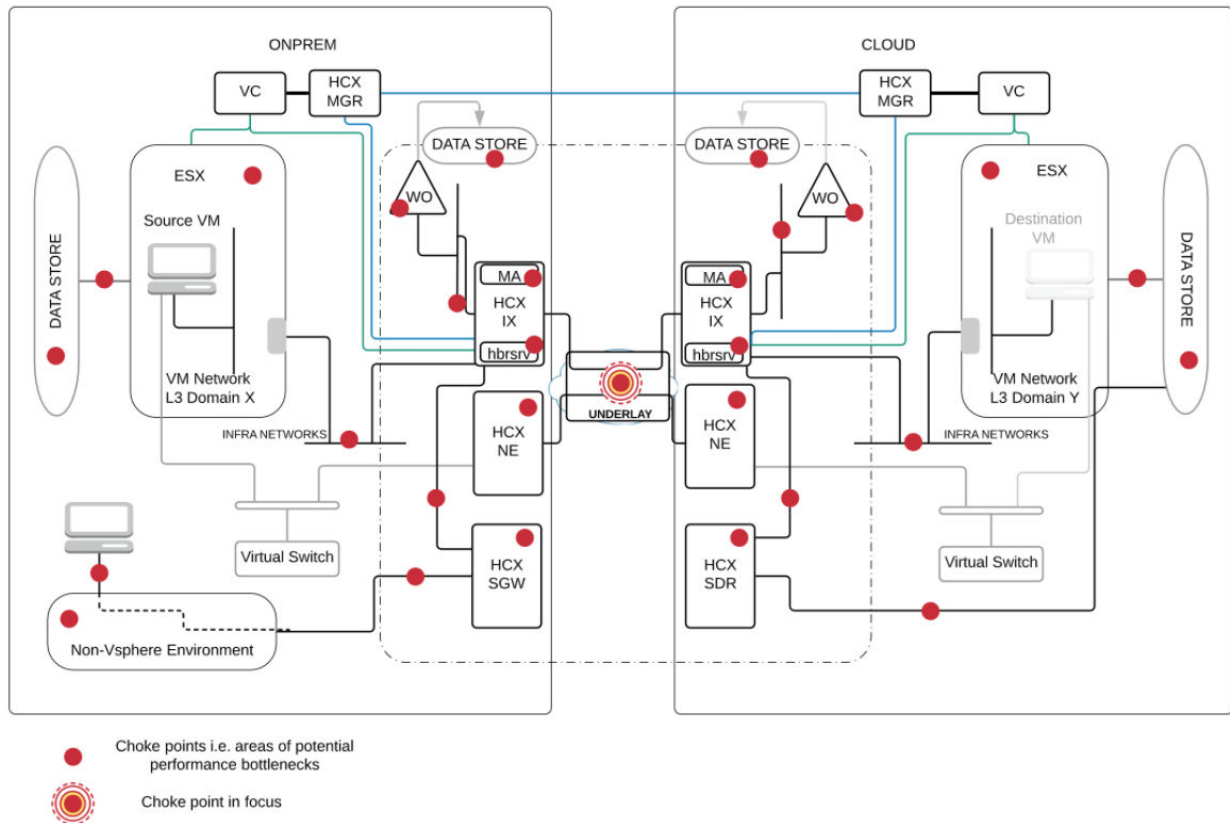 ONPREM
VC
HCX
MGR
DATA STORE
ESX
Source VM
WO
DATA STORE
MA
HCX
IX
hbrsrv
VM Network
L3 Domain X
INFRA NETWORKS
HCX
NE
Virtual Switch
HCX
SGW
Non-Vsphere Environment
UNDERLAY
CLOUD
HCX
MGR
VC
DATA STORE
ESX
WO
Destination
VM
DATA STORE
MA
HCX
IX
hbrsrv
VM Network
L3 Domain Y
INFRA NETWORKS
HCX
NE
Virtual Switch
HCX
SDR
Choke points i.e. areas of potential
performance bottlenecks
Choke point in focus